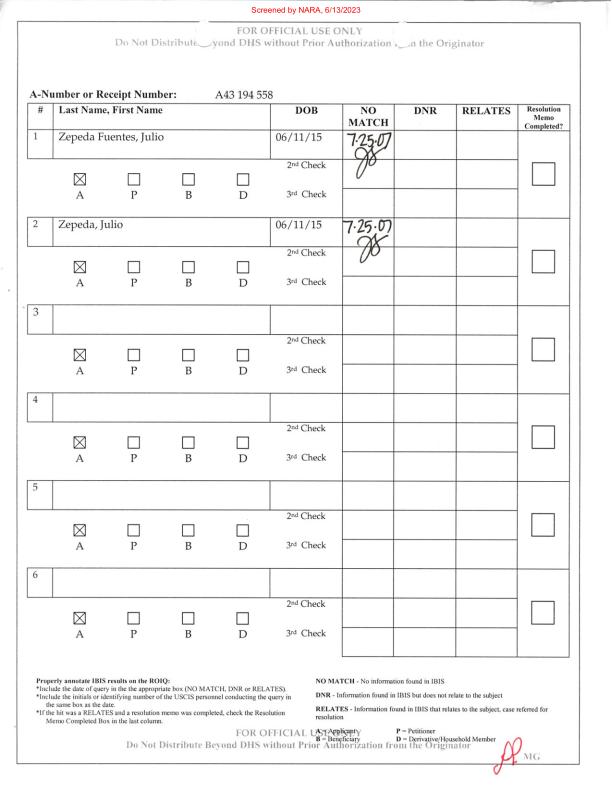 Screened by NARA, 6/13/2023
FOR OFFICIAL USE ONLY
Do Not Distribute yond DHS without Prior Authorization n the Originator
A-Number or Receipt Number: A43 194 558
# Last Name, First Name DOB NO MATCH DNR RELATES Resolution Memo Completed?
1 Zepeda Fuentes, Julio 06/11/15 7-25-07
2nd Check
A P B D 3rd Check
2 Zepeda, Julio 06/11/15 7-25-07
2nd Check
A P B D 3rd Check
3
2nd Check
A P B D 3rd Check
4
2nd Check
A P B D 3rd Check
5
2nd Check
A P B D 3rd Check
6
2nd Check
A P B D 3rd Check
Properly annotate IBIS results on the ROIQ:
*Include the date of query in the the appropriate box (NO MATCH, DNR or RELATES).
*Include the initials or identifying number of the USCIS personnel conducting the query in
the same box as the date.
*If the hit was a RELATES and a resolution memo was completed, check the Resolution
Memo Completed Box in the last column.
NO MATCH - No information found in IBIS
DNR - Information found in IBIS but does not relate to the subject
RELATES - Information found in IBIS that relates to the subject, case referred for
resolution
A = Applicant P = Petitioner
B = Beneficiary D = Derivative/Household Member
FOR OFFICIAL USE ONLY
Do Not Distribute Beyond DHS without Prior Authorization from the Originator
MG